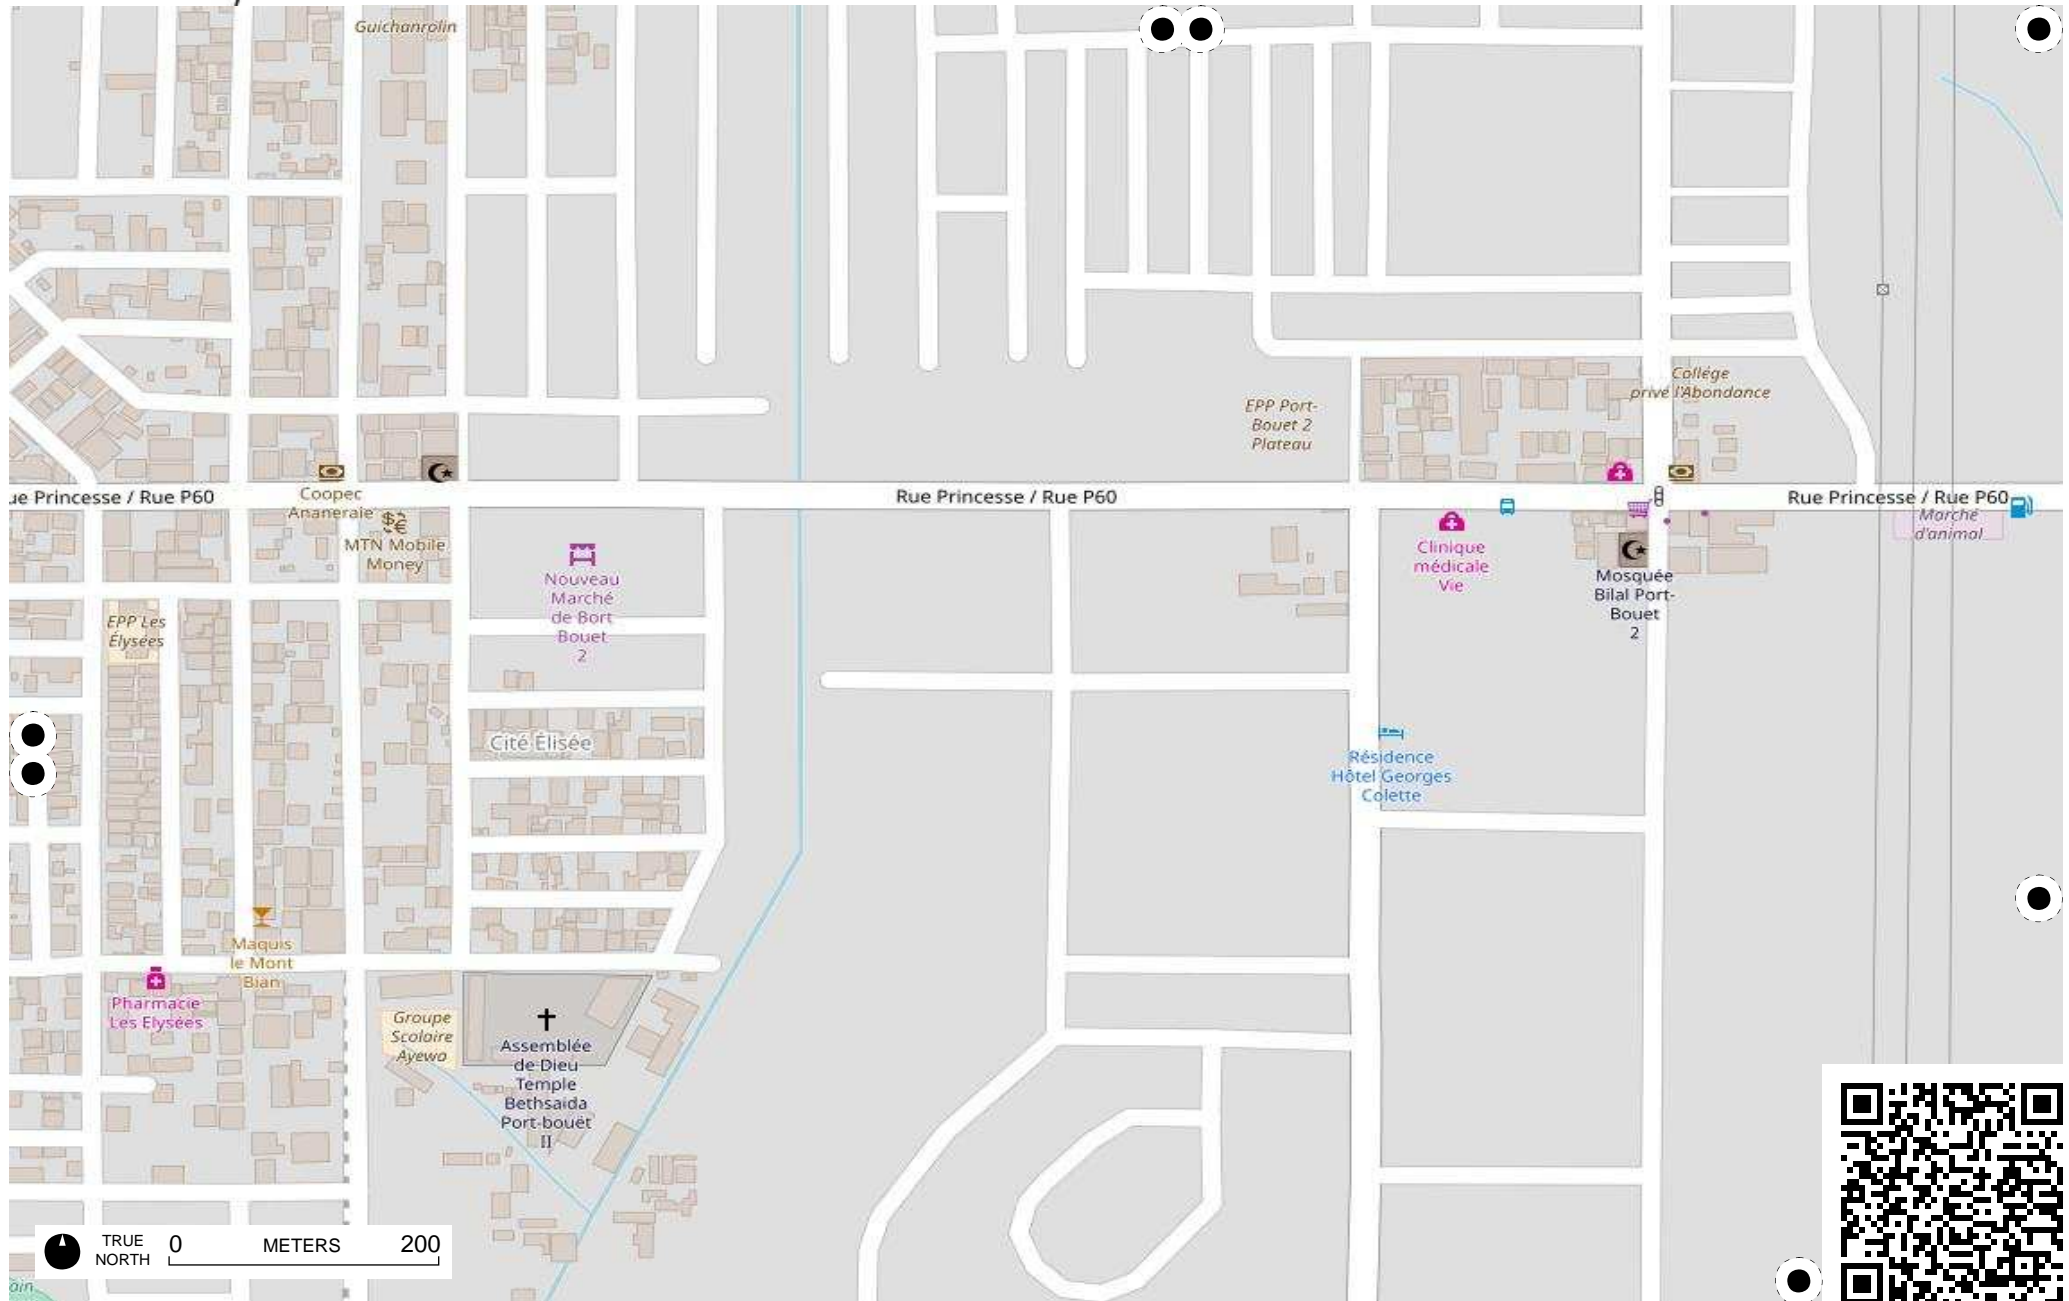 Guichanrolin
EPP Port-
Bouet 2
Plateau
Collége
privé l'Abondance
ue Princesse / Rue P60
Rue Princesse / Rue P60
Rue Princesse / Rue P60
Coopec
Ananeraie
MTN Mobile
Money
Marché
d'animal
Clinique
médicale
Vie
Mosquée
Bilal Port-
Bouet
2
Nouveau
Marché
de Bort
Bouet
2
EPP Les
Élysées
Cité Élisée
Résidence
Hôtel Georges
Colette
Maquis
le Mont
Bian
Pharmacie
Les Elysées
Groupe
Scolaire
Ayewa
Assemblée
de Dieu
Temple
Bethsaida
Port-bouët
II
TRUE
NORTH
0 METERS 200